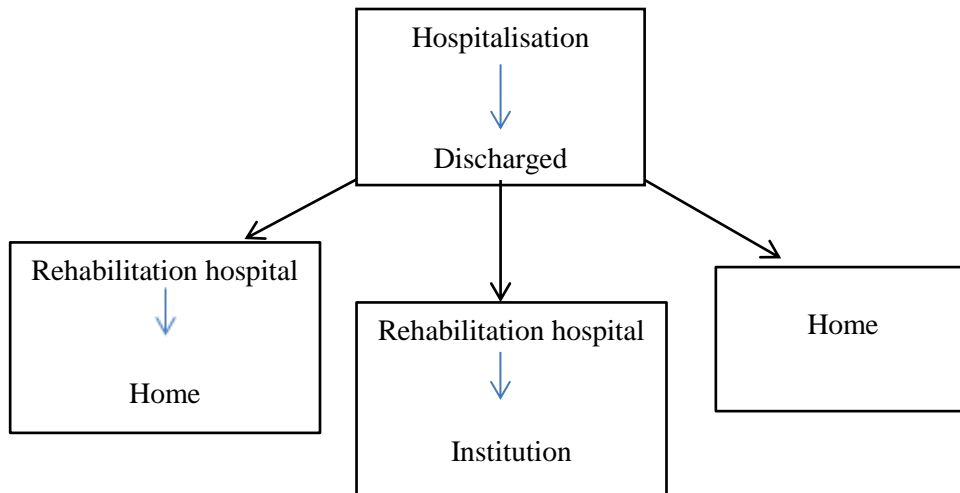 Hospitalisation
Discharged
Rehabilitation hospital
Home
Rehabilitation hospital
Institution
Home